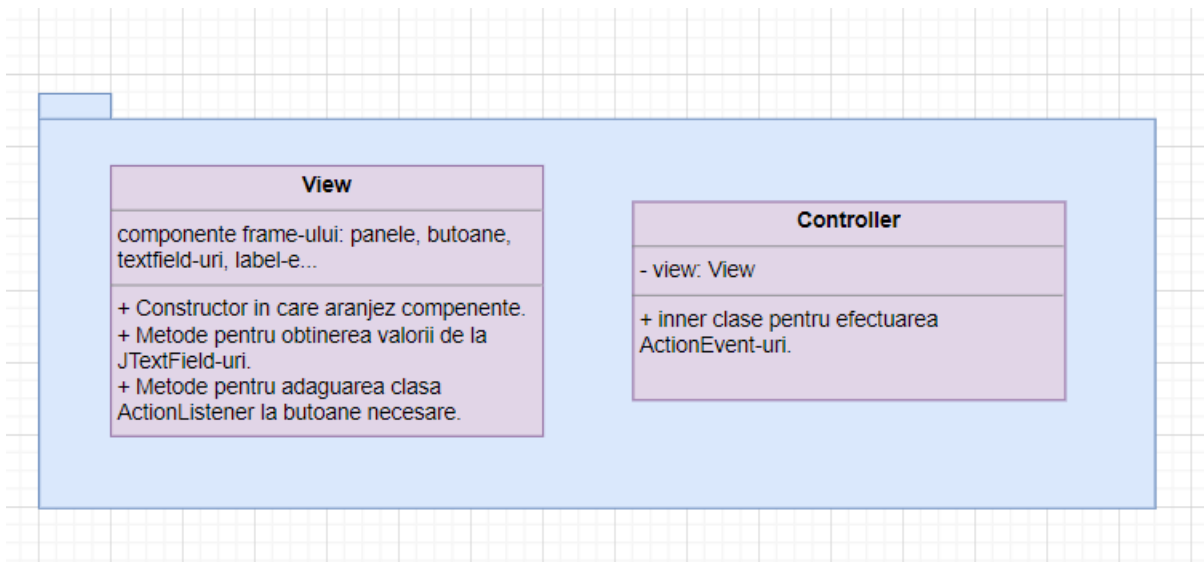 View
componente frame-ului: panele, butoane,
textfield-uri, label-e...
+ Constructor in care aranjez compenente.
+ Metode pentru obtinerea valorii de la
JTextField-uri.
+ Metode pentru adaguarea clasa
ActionListener la butoane necesare.
Controller
- view: View
+ inner clase pentru efectuarea
ActionEvent-uri.